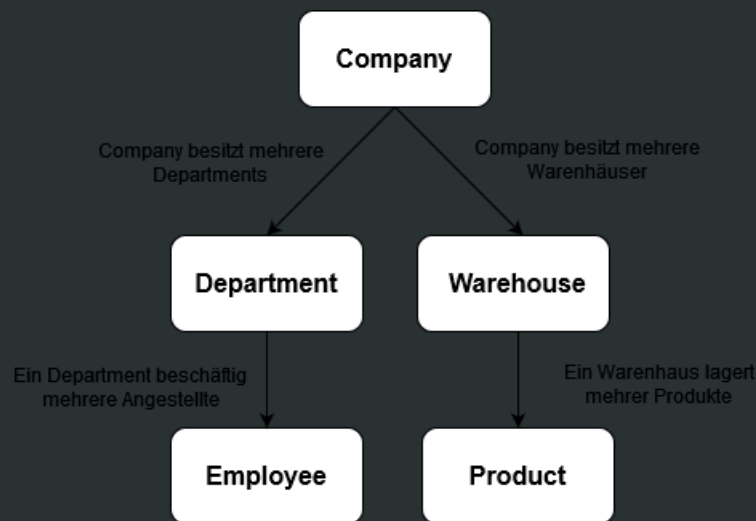 Company
Company besitzt mehrere
Departments
Company besitzt mehrere
Warenhäuser
Department
Warehouse
Ein Department beschäftig
mehrere Angestellte
Ein Warenhaus lagert
mehrer Produkte
Employee
Product